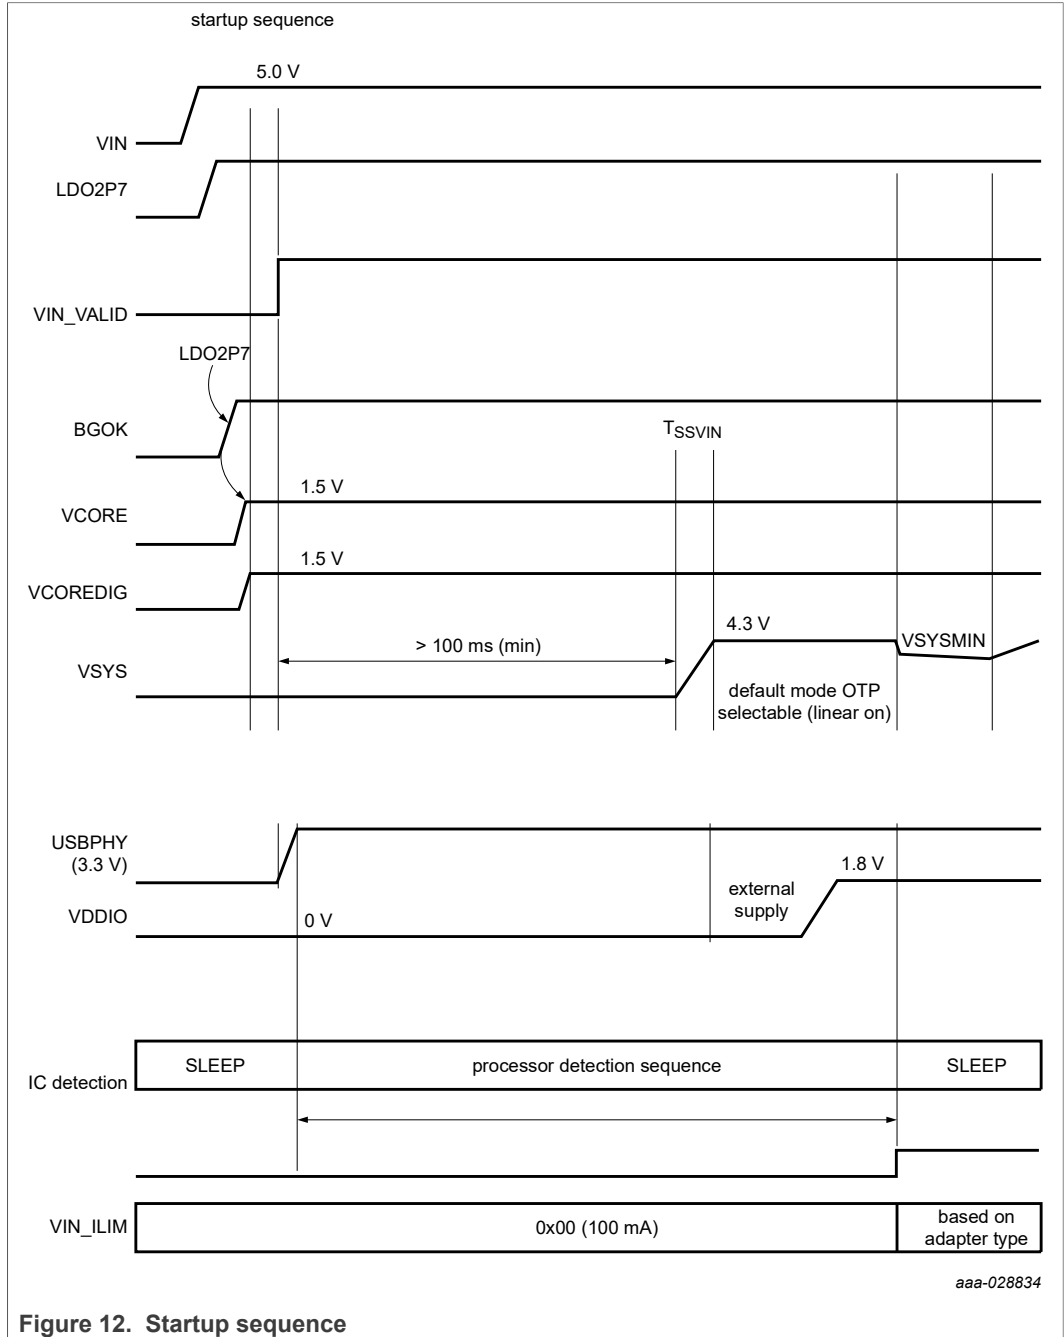 startup sequence
5.0 V
VIN
LDO2P7
VIN_VALID
LDO2P7
BGOK
TSSVIN
1.5 V
VCORE
1.5 V
VCOREDIG
4.3 V
> 100 ms (min)
VSYSMIN
VSYS
default mode OTP
selectable (linear on)
USBPHY
(3.3 V)
1.8 V
external
supply
VDDIO
0 V
SLEEP
processor detection sequence
SLEEP
IC detection
VIN_ILIM
0x00 (100 mA)
based on
adapter type
aaa-028834
Figure 12. Startup sequence